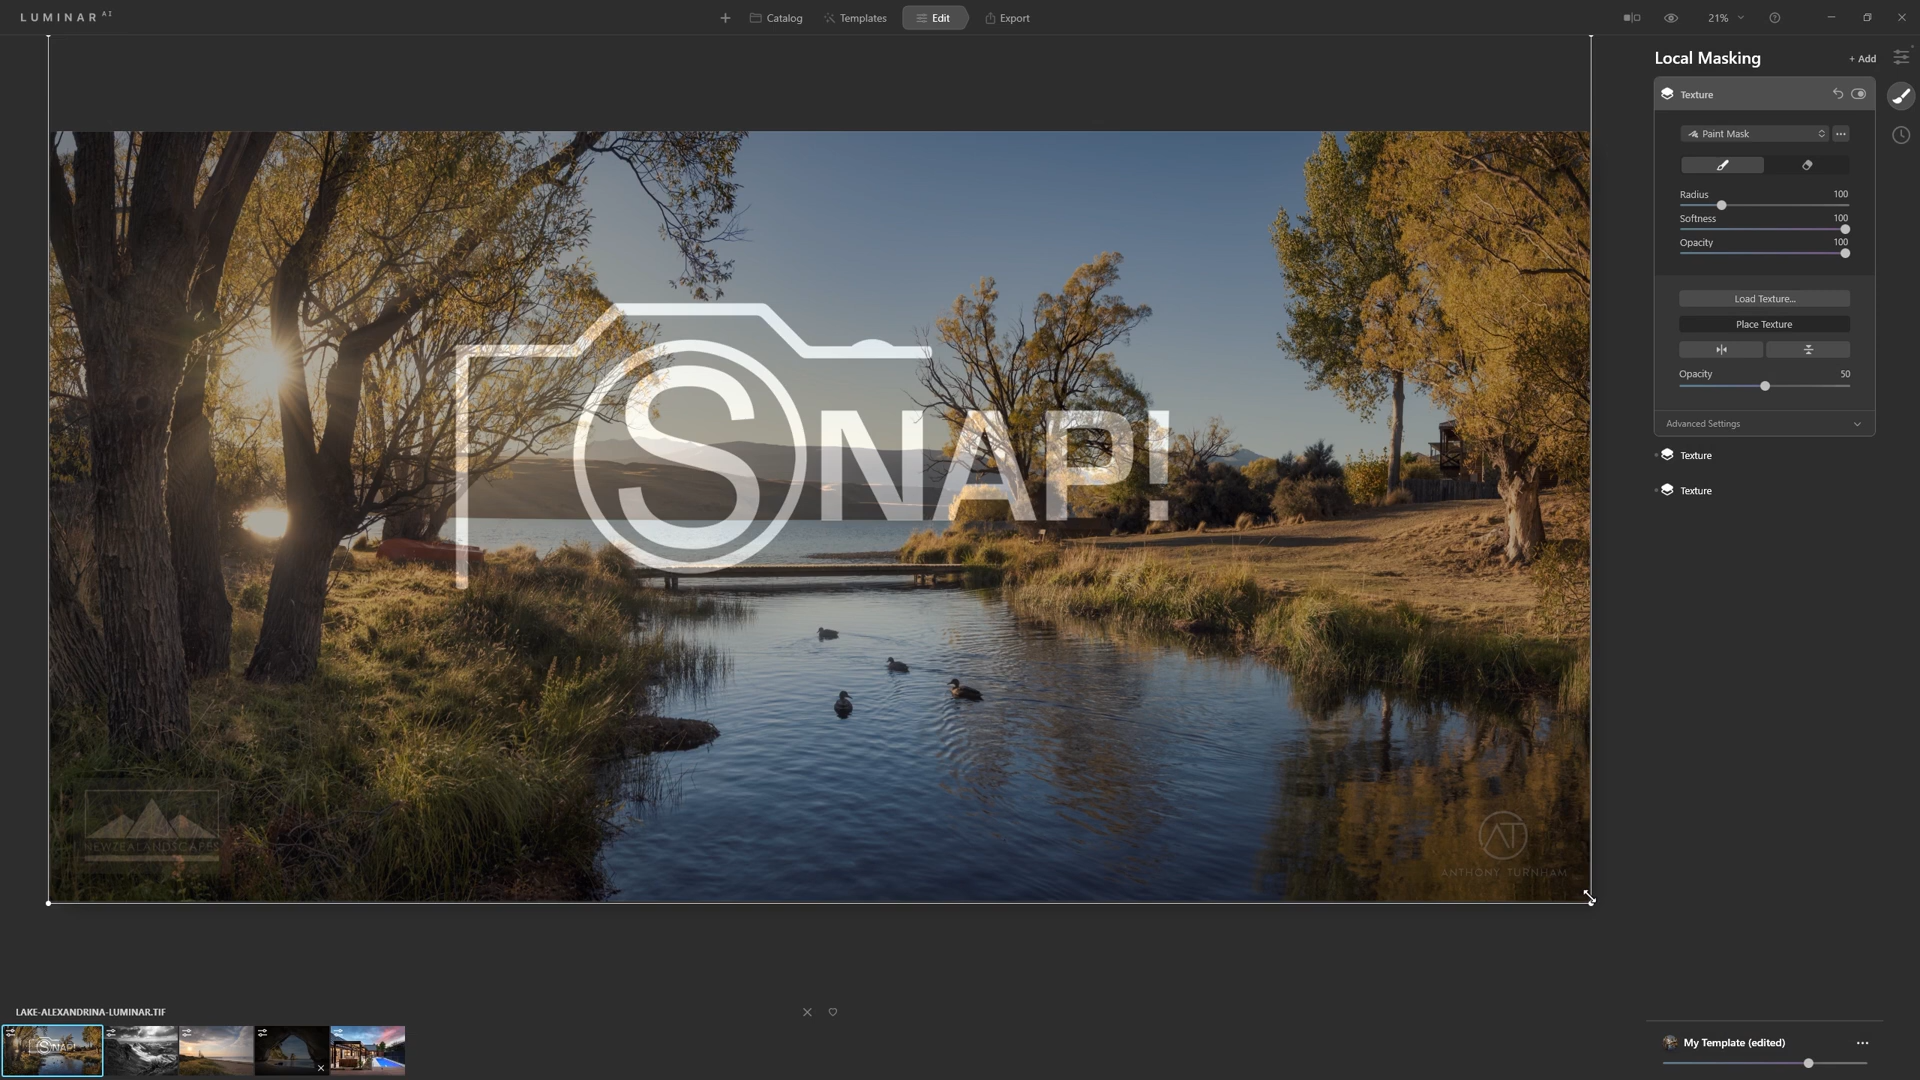 LUMINAR AI
Catalog
Templates
Edit
Export
21%
Local Masking
+ Add
Texture
Paint Mask
Radius 100
Softness 100
Opacity 100
Load Texture...
Place Texture
Opacity 50
Advanced Settings
Texture
Texture
SNAP!
NEWZEALANDSCAPES
AT
ANTHONY TURNHAM
LAKE-ALEXANDRINA-LUMINAR.TIF
SNAP!
My Template (edited)